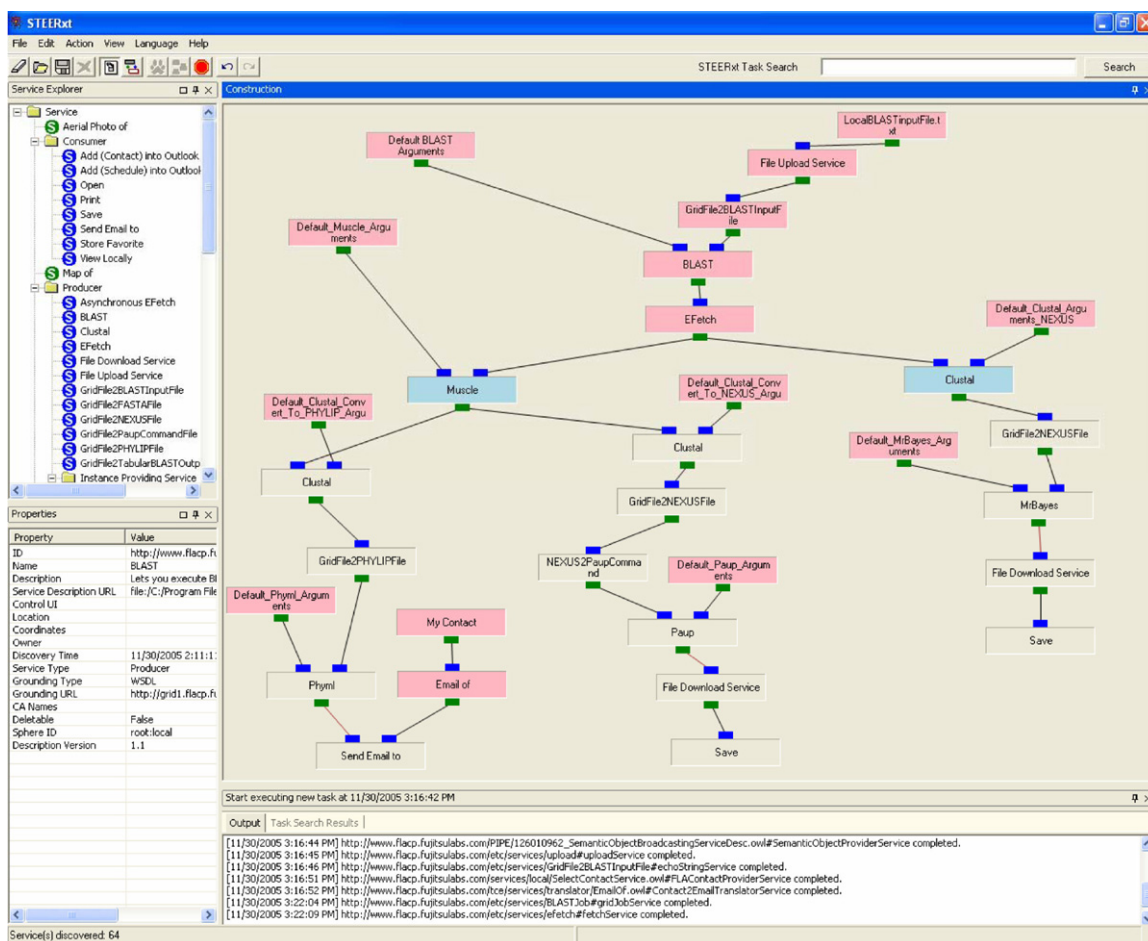 STEERxt
File Edit Action View Language Help
STEERxt Task Search
Search
Service Explorer
Service
Aerial Photo of
Consumer
Add (Contact) into Outlook
Add (Schedule) into Outlook
Open
Print
Save
Send Email to
Store Favorite
View Locally
Map of
Producer
Asynchronous EFetch
BLAST
Clustal
EFetch
File Download Service
File Upload Service
GridFile2BLASTInputFile
GridFile2FASTAFile
GridFile2NEXUSFile
GridFile2PaupCommandFile
GridFile2PHYLIPFile
GridFile2TabularBLASTOutp
Instance Providing Service
Properties
Property Value
ID http://www.flacp.fu
Name BLAST
Description Lets you execute Bl
Service Description URL file:/C:/Program File
Control UI
Location
Coordinates
Owner
Discovery Time 11/30/2005 2:11:1
Service Type Producer
Grounding Type WSDL
Grounding URL http://grid1.flacp.fu
CA Names
Deletable False
Sphere ID root:local
Description Version 1.1
Construction
LocalBLASTinputFile.t
xt
Default BLAST
Arguments
File Upload Service
GridFile2BLASTInputF
ile
Default_Muscle_Argu
ments
BLAST
EFetch
Default_Clustal_Argu
ments_NEXUS
Muscle
Clustal
Default_Clustal_Conv
ert_To_PHYLIP_Argu
Default_Clustal_Conv
ert_To_NEXUS_Argu
GridFile2NEXUSFile
Default_MrBayes_Arg
uments
Clustal
Clustal
GridFile2NEXUSFile
MrBayes
GridFile2PHYLIPFile
NEXUS2PaupComma
nd
Default_Paup_Argum
ents
File Download Service
Default_Phyml_Argum
ents
My Contact
Paup
Save
Phyml
Email of
File Download Service
Send Email to
Save
Start executing new task at 11/30/2005 3:16:42 PM
Output Task Search Results
[11/30/2005 3:16:44 PM] http://www.flacp.fujitsulabs.com/PIPE/126010962_SemanticObjectBroadcastingServiceDesc.owl#SemanticObjectProviderService completed.
[11/30/2005 3:16:45 PM] http://www.flacp.fujitsulabs.com/etc/services/upload#uploadService completed.
[11/30/2005 3:16:46 PM] http://www.flacp.fujitsulabs.com/etc/services/GridFile2BLASTInputFile#echoStringService completed.
[11/30/2005 3:16:51 PM] http://www.flacp.fujitsulabs.com/services/local/SelectContactService.owl#FLAContactProviderService completed.
[11/30/2005 3:16:52 PM] http://www.flacp.fujitsulabs.com/tce/services/translator/EmailOf.owl#Contact2EmailTranslatorService completed.
[11/30/2005 3:22:04 PM] http://www.flacp.fujitsulabs.com/etc/services/BLASTJob#gridJobService completed.
[11/30/2005 3:22:09 PM] http://www.flacp.fujitsulabs.com/etc/services/efetch#fetchService completed.
Service(s) discovered: 64